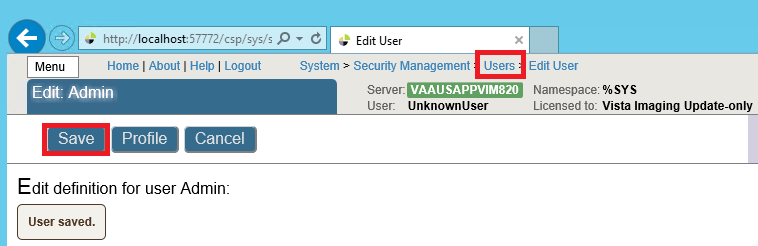 http://localhost:57772/csp/sys/s
Edit User
Menu
Home | About | Help | Logout
System > Security Management > Users > Edit User
Edit: Admin
Server: VAAUSAPPVIM820 Namespace: %SYS
User: UnknownUser Licensed to: Vista Imaging Update-only
Save Profile Cancel
Edit definition for user Admin:
User saved.